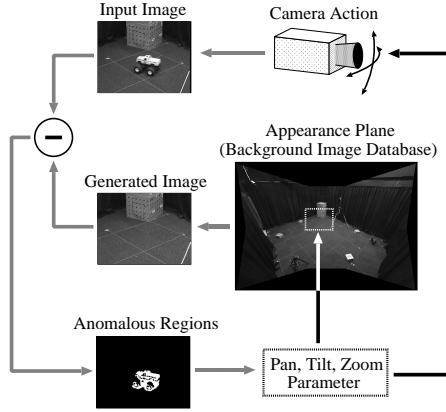 Input Image
Camera Action
Appearance Plane
(Background Image Database)
Generated Image
Anomalous Regions
Pan, Tilt, Zoom
Parameter